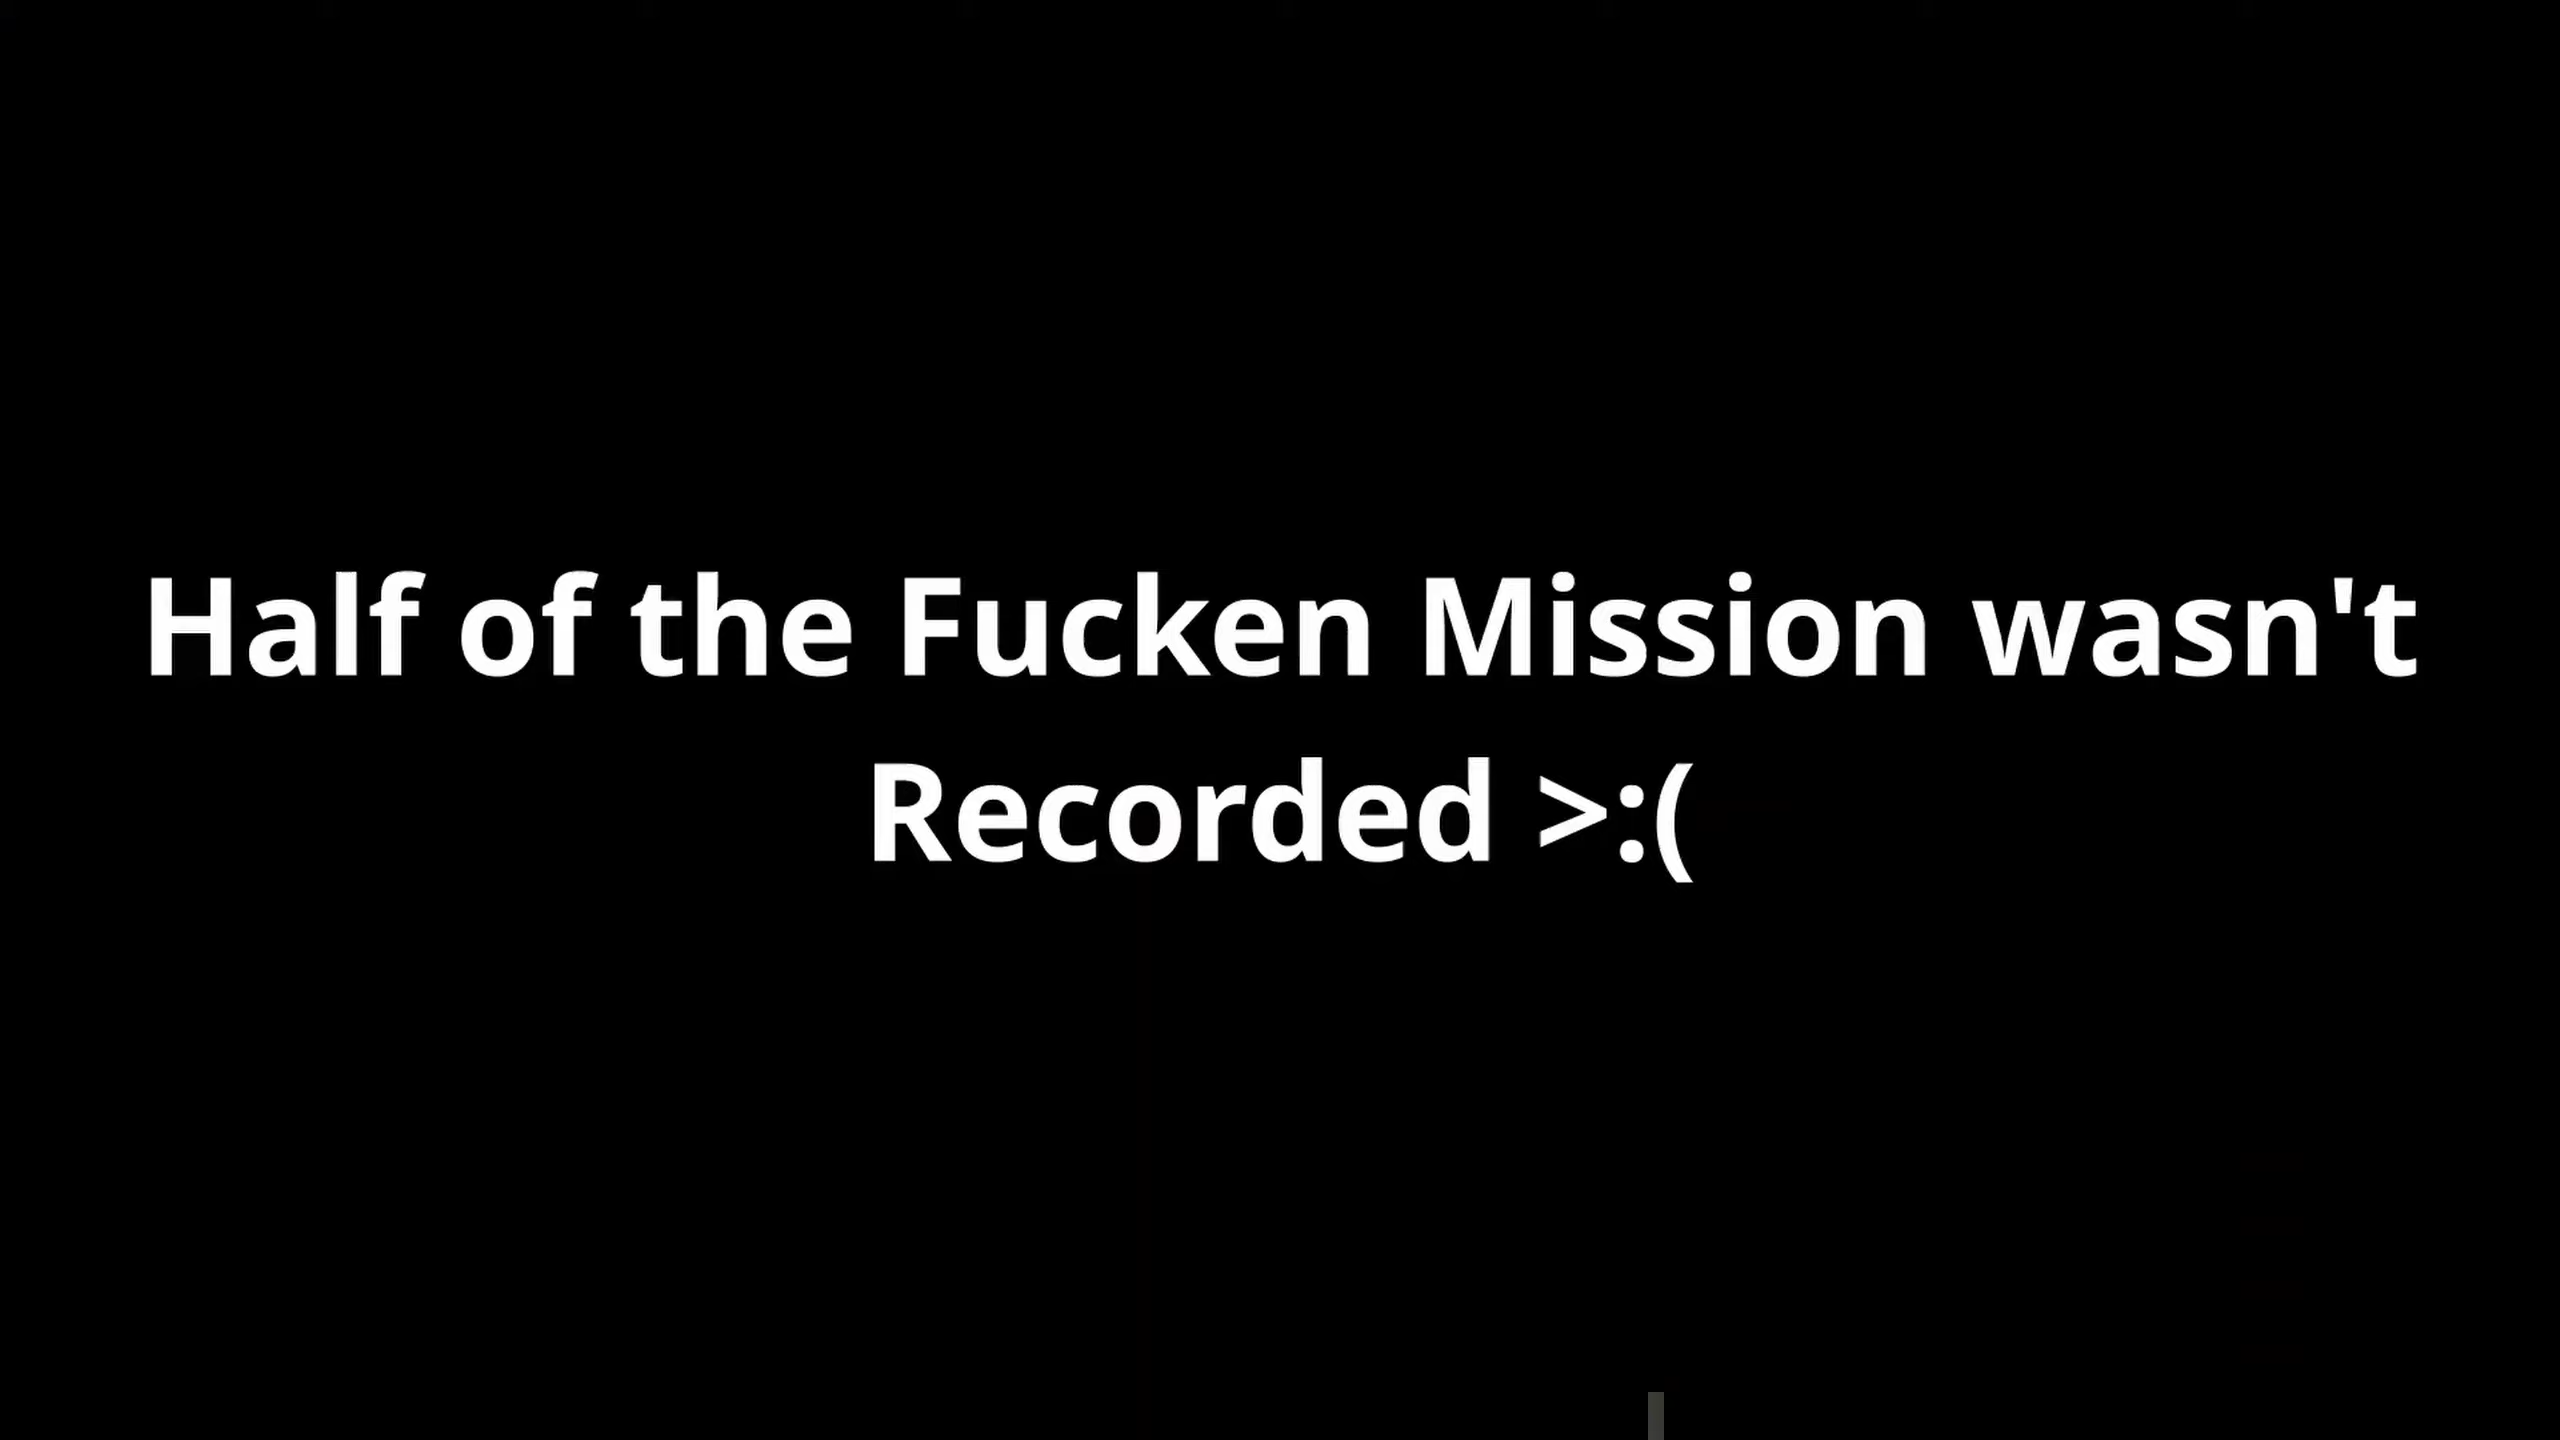 Half of the Fucken Mission wasn't
Recorded >:(